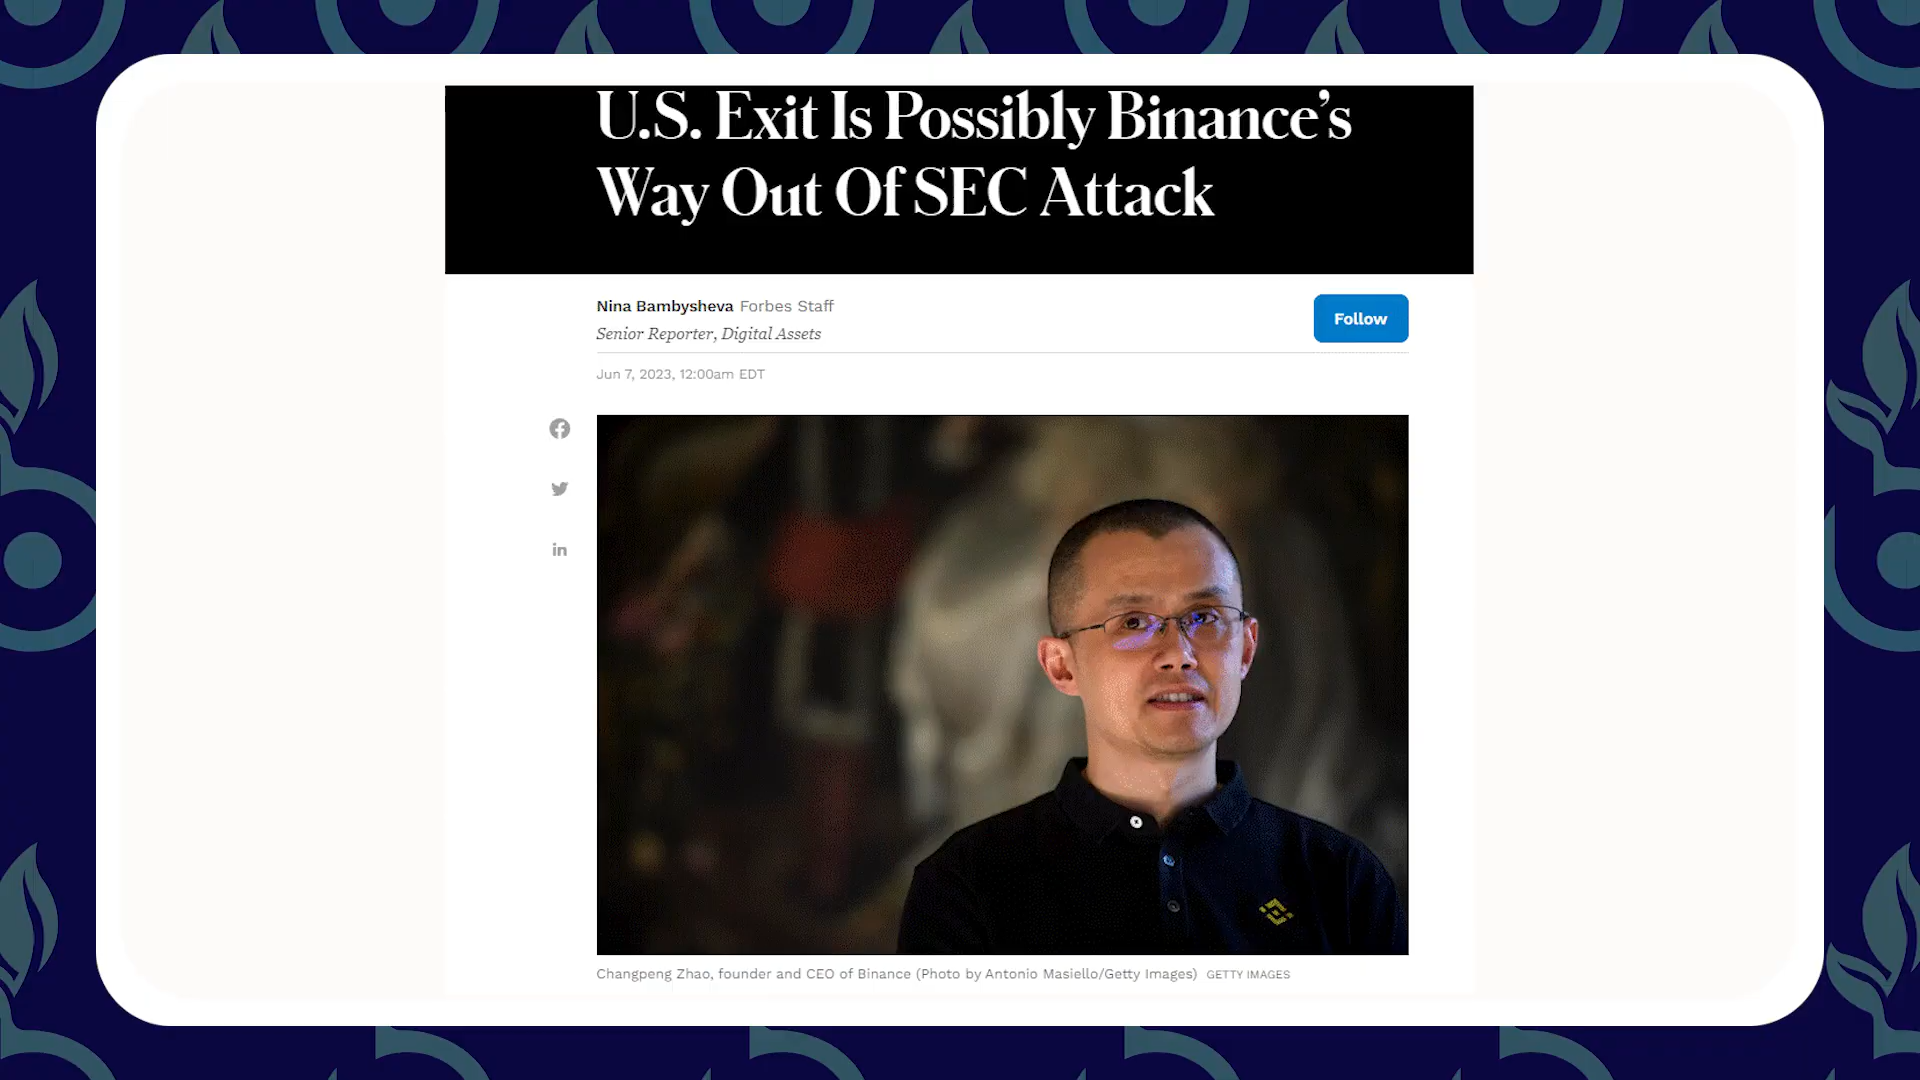 U.S. Exit Is Possibly Binance’s
Way Out Of SEC Attack
Nina Bambysheva Forbes Staff
Senior Reporter, Digital Assets
Follow
Jun 7, 2023, 12:00am EDT
Changpeng Zhao, founder and CEO of Binance (Photo by Antonio Masiello/Getty Images) GETTY IMAGES